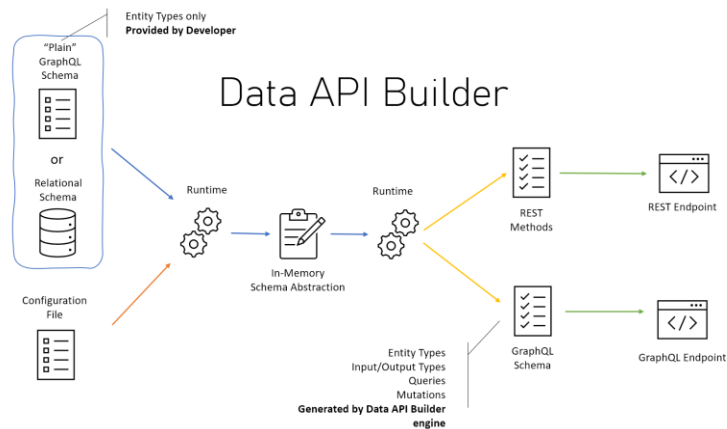 Entity Types only
Provided by Developer
"Plain"
GraphQL
Schema
or
Relational
Schema
Configuration
File
Data API Builder
Runtime
In-Memory
Schema Abstraction
Runtime
REST
Methods
</>
REST Endpoint
GraphQL
Schema
</>
GraphQL Endpoint
Entity Types
Input/Output Types
Queries
Mutations
Generated by Data API Builder
engine